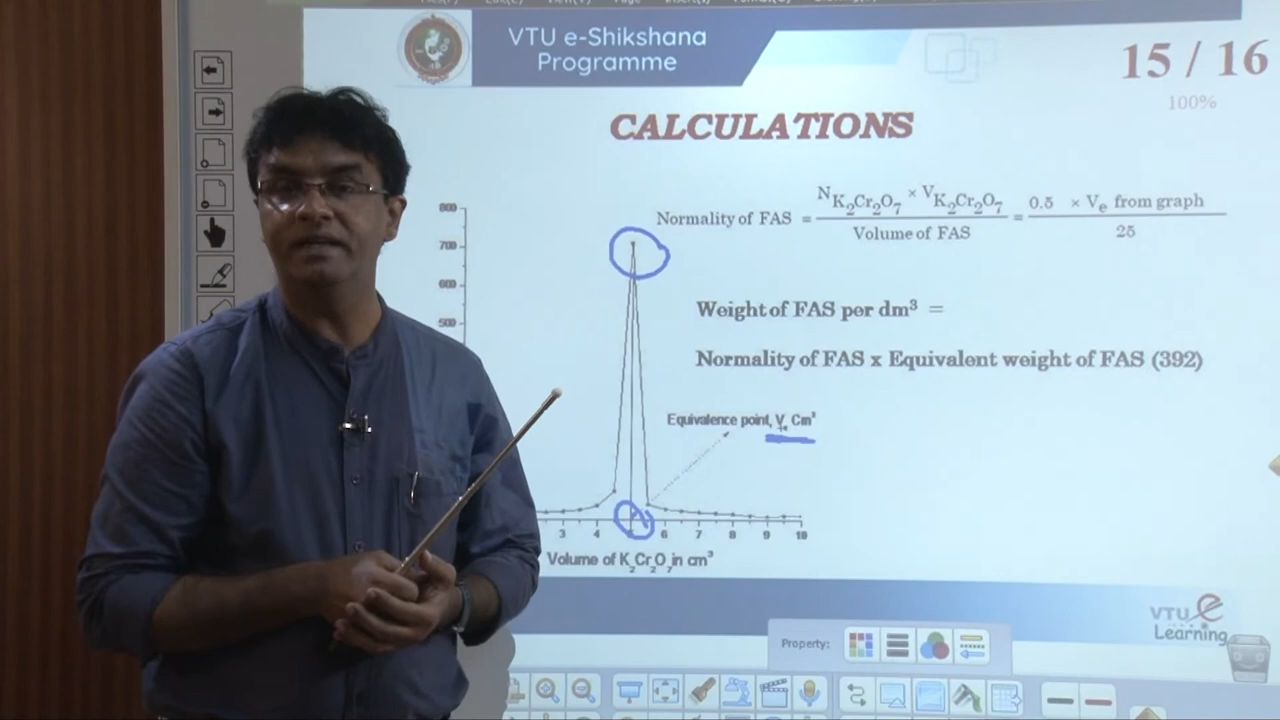 VTU e-Shikshana
Programme
15 / 16
100%
CALCULATIONS
Normality of FAS = N K2Cr2O7 × V K2Cr2O7 / Volume of FAS = 0.5 × Ve from graph / 25
Weight of FAS per dm³ =
Normality of FAS x Equivalent weight of FAS (392)
800
700
600
500
Equivalence point, Ve Cm³
3 4 5 6 7 8 9 10
Volume of K2Cr2O7 in cm³
VTU e
Learning
Property: